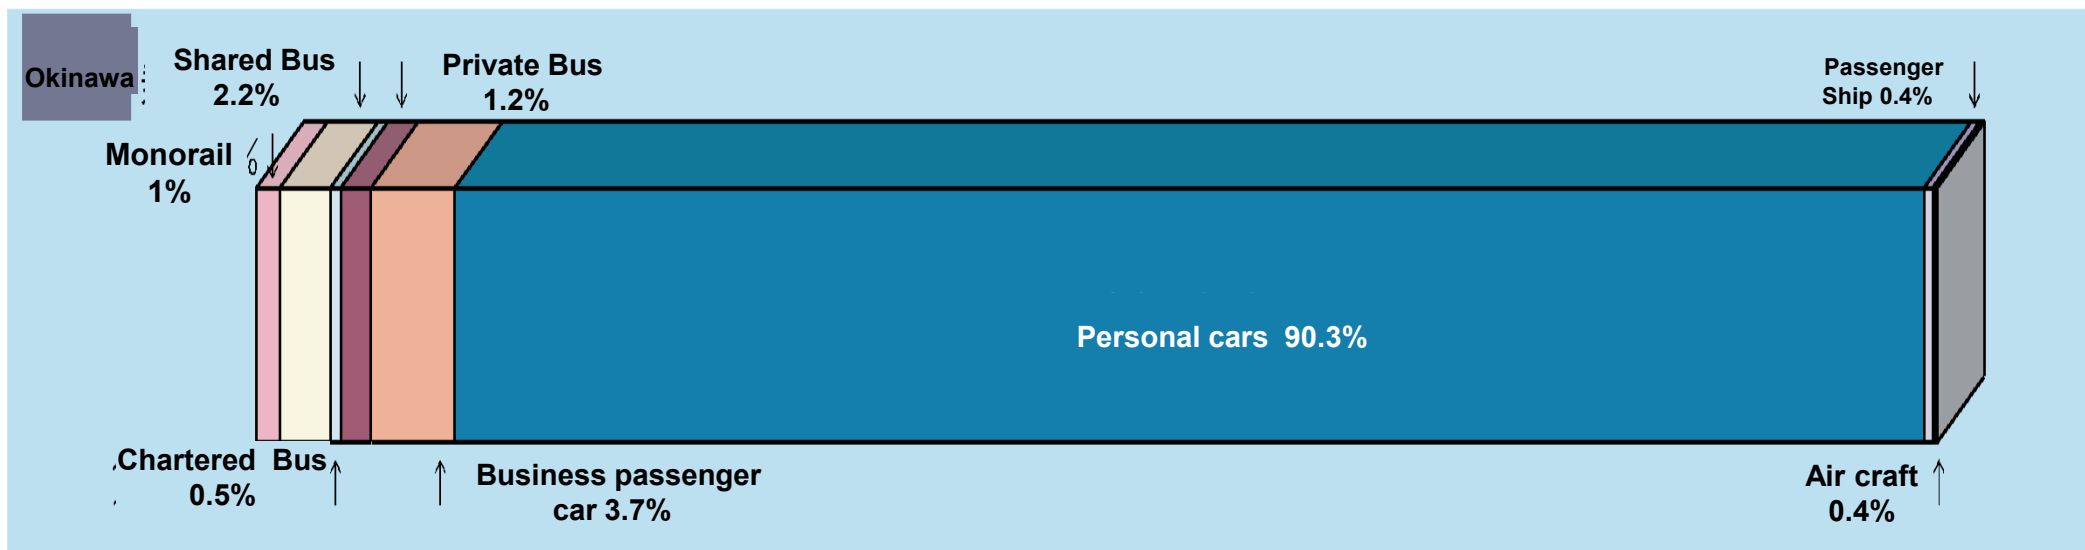 Okinawa
Shared Bus
2.2%
Private Bus
1.2%
Passenger
Ship 0.4%
Monorail
1%
Personal cars 90.3%
Chartered Bus
0.5%
Business passenger
car 3.7%
Air craft
0.4%